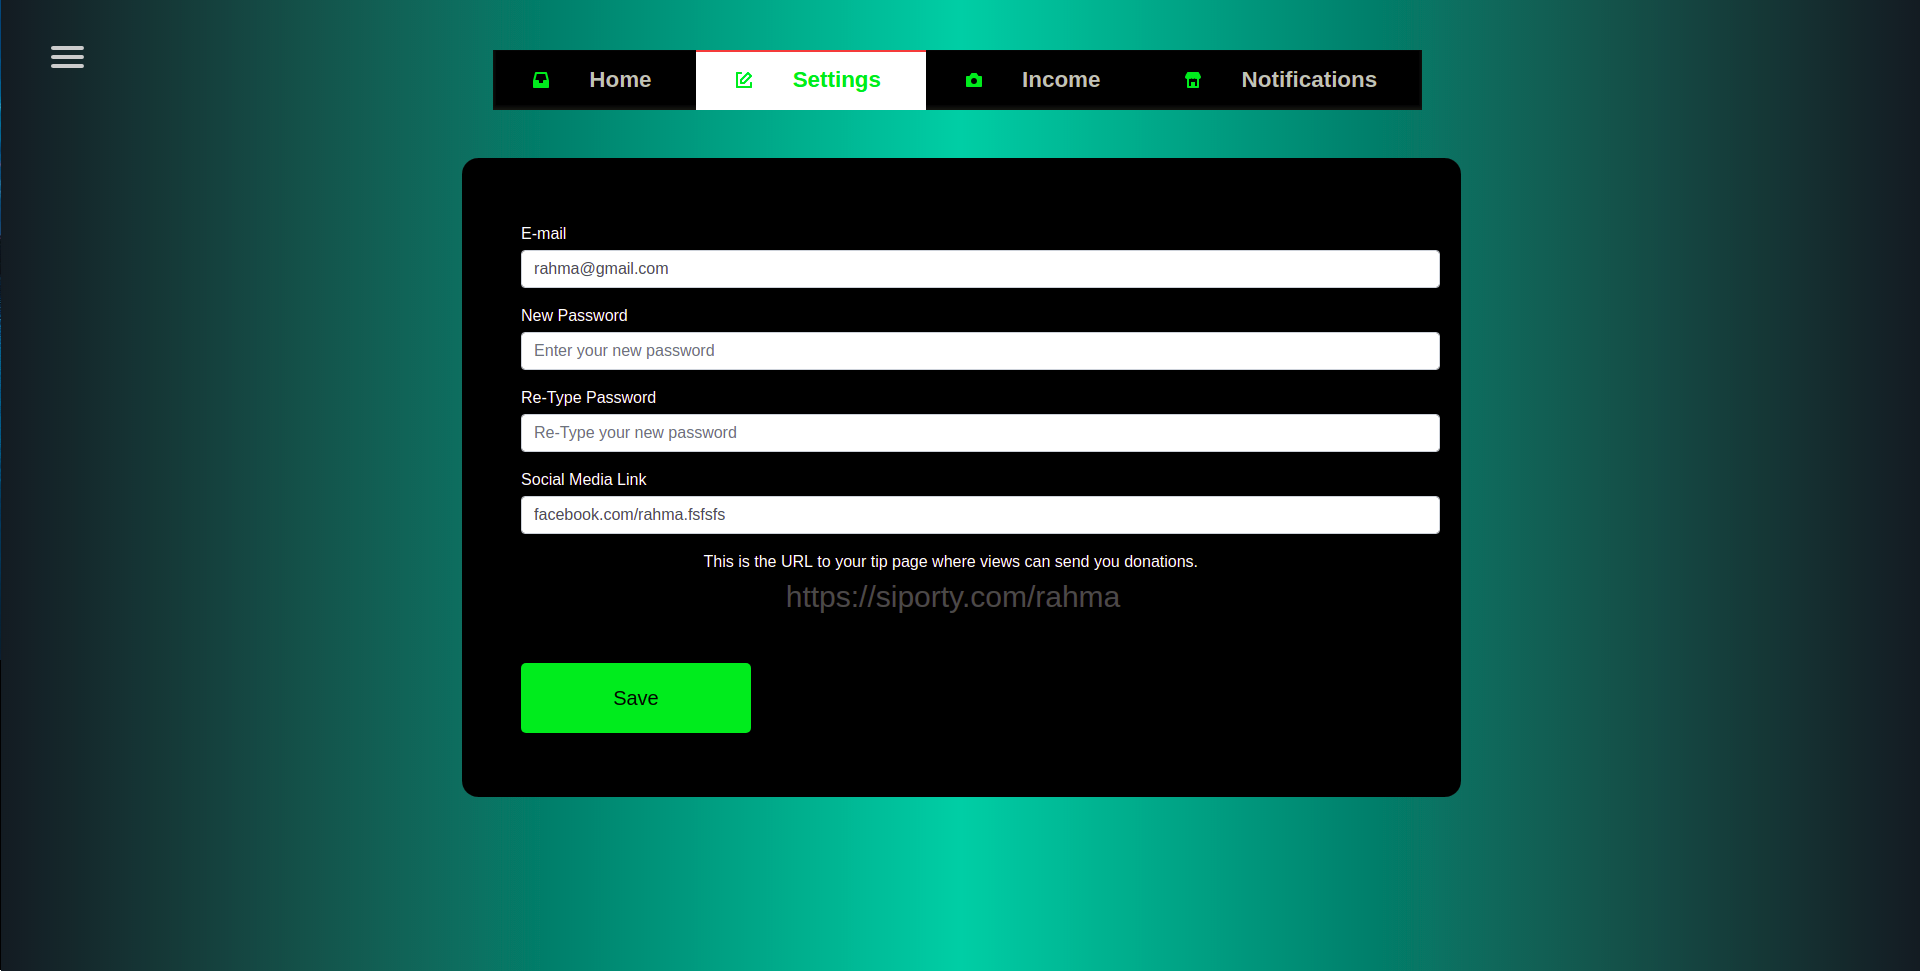 Home Settings Income Notifications
E-mail
rahma@gmail.com
New Password
Enter your new password
Re-Type Password
Re-Type your new password
Social Media Link
facebook.com/rahma.fsfsfs
This is the URL to your tip page where views can send you donations.
https://siporty.com/rahma
Save